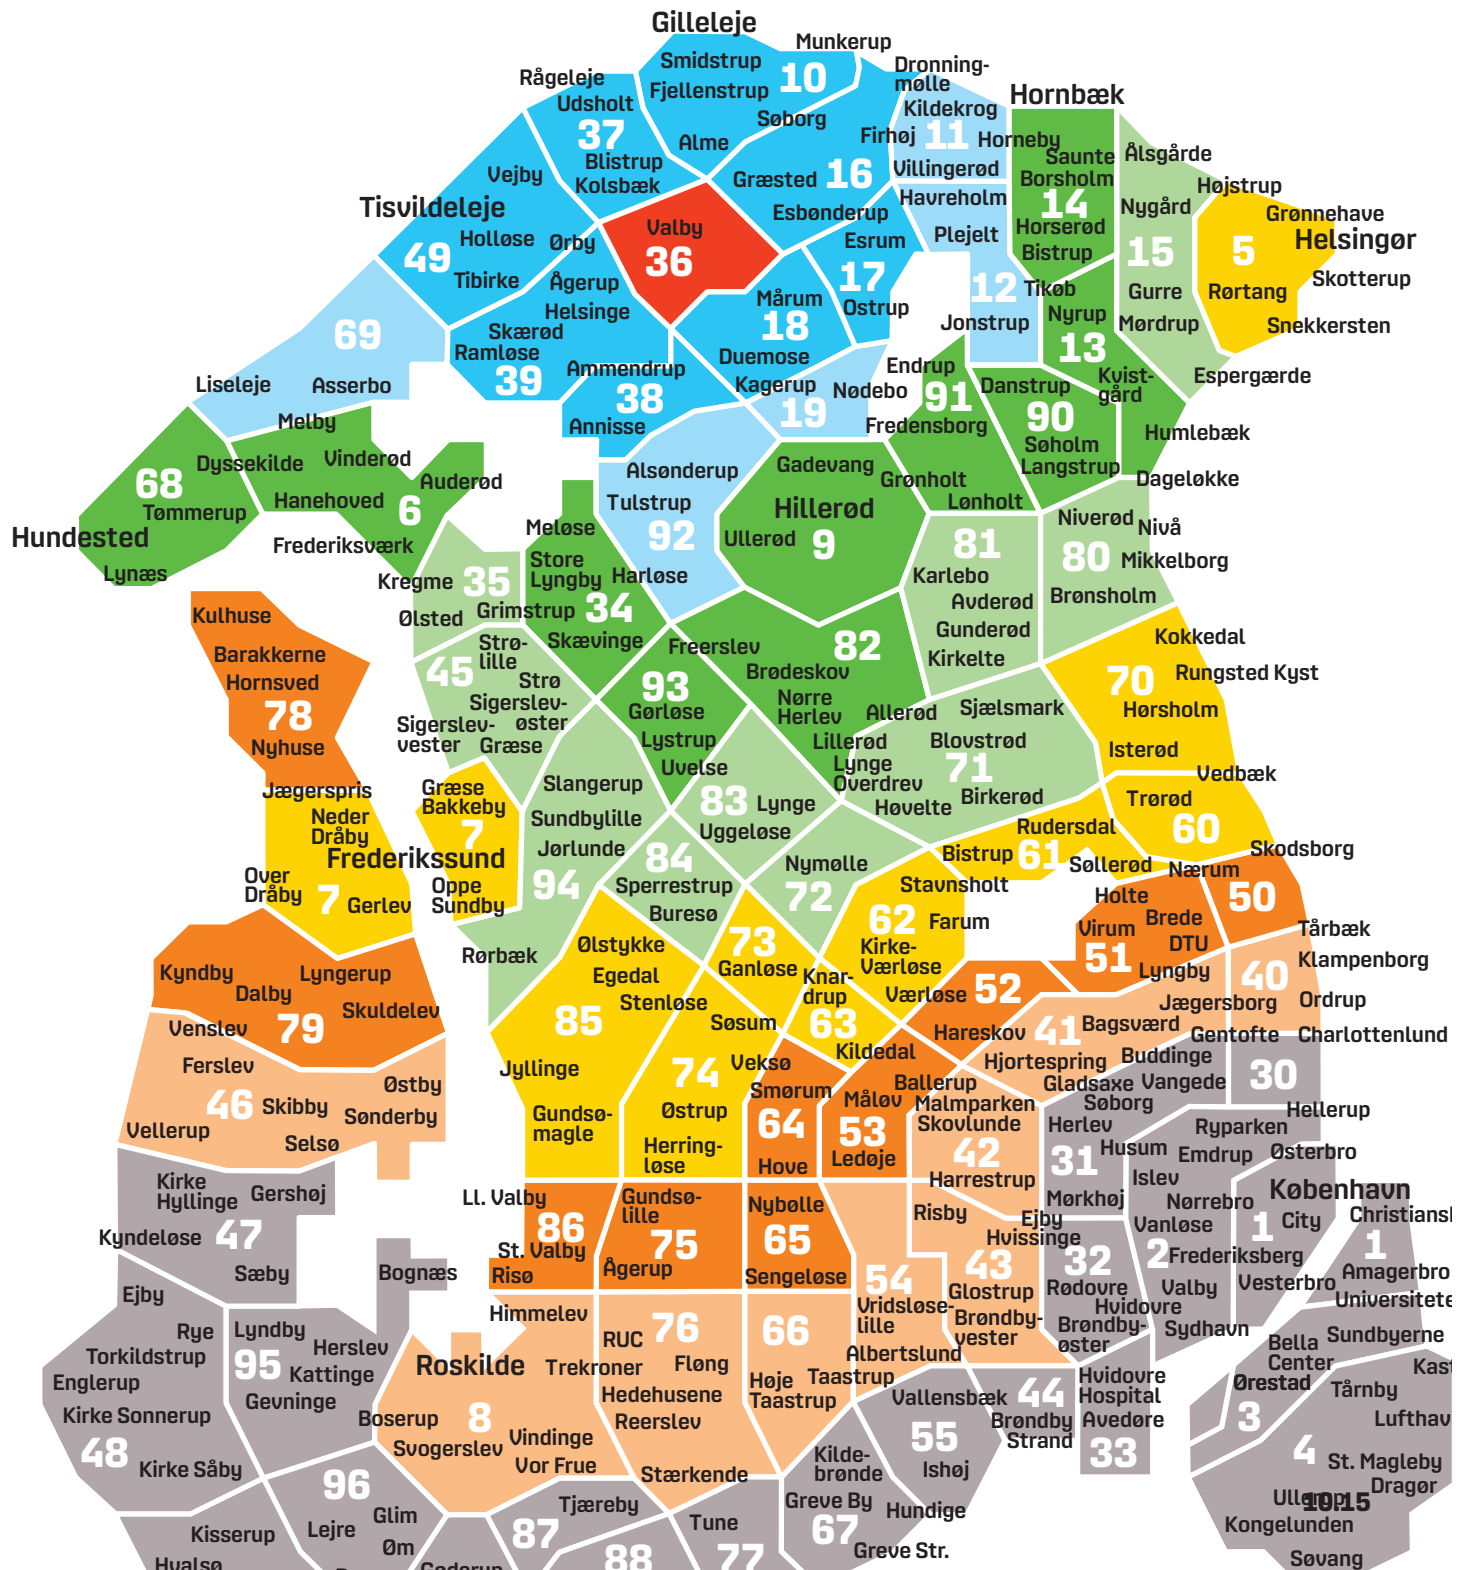 Gilleleje
Munkerup
Smidstrup
10
Fjellenstrup
Dronning-
mølle
Rågeleje
Udsholt
37
Blistrup
Kolsbæk
Søborg
Alme
Kildekrog
Firhøj
11
Horneby
Villingerød
Hornbæk
Saunte
Borsholm
14
Horserød
Bistrup
Ålsgårde
Højstrup
Nygård
15
Gurre
Mørdrup
Grønnehave
Helsingør
5
Skotterup
Rørtang
Snekkersten
Espergærde
Vejby
Tisvildeleje
Holløse
49
Tibirke
Ørby
Valby
36
Græsted
16
Esbønderup
Esrum
17
Ostrup
Havreholm
Plejelt
12
Jonstrup
Tikøb
Nyrup
13
Kvist-
gård
Ågerup
Helsinge
Skærød
Ramløse
39
Mårum
18
Duemose
69
Liseleje
Asserbo
Ammendrup
38
Annisse
Kagerup
19
Nødebo
Endrup
91
Fredensborg
Danstrup
90
Søholm
Langstrup
Humlebæk
Dageløkke
Melby
Dyssekilde
Vinderød
Auderød
Hanehoved
6
Frederiksværk
68
Tømmerup
Hundested
Lynæs
Alsønderup
Tulstrup
92
Harløse
Gadevang
Hillerød
Ullerød
9
Grønholt
Lønholt
Meløse
Store
Lyngby
34
Skævinge
Kregme
35
Ølsted
Grimstrup
81
Karlebo
Avderød
Gunderød
Kirkelte
Niverød
Nivå
80
Mikkelborg
Brønsholm
Kulhuse
Barakkerne
Hornsved
78
Nyhuse
Strø-
lille
45
Strø
Sigerslev-
øster
Sigerslev-
vester
Græse
Freerslev
82
Brødeskov
Nørre
Herlev
93
Gørløse
Lystrup
Uvelse
Allerød
Sjælsmark
Lillerød
Blovstrød
Lynge
Overdrev
71
Høvelte
Birkerød
Kokkedal
Rungsted Kyst
70
Hørsholm
Isterød
Vedbæk
Trørød
60
Jægerspris
Neder
Dråby
Frederikssund
Over
Dråby
7
Gerlev
Græse
Bakkeby
7
Oppe
Sundby
Slangerup
Sundbylille
Jørlunde
94
Rørbæk
83
Lynge
Uggeløse
84
Sperrestrup
Buresø
Nymølle
72
Rudersdal
Bistrup
61
Søllerød
Skodsborg
Nærum
50
Holte
Brede
Virum
DTU
51
Lyngby
Tårbæk
Stavnsholt
62
Farum
Kirke-
Værløse
73
Ganløse
Knar-
drup
63
Kildedal
Værløse
52
Hareskov
Kyndby
Lyngerup
Dalby
Skuldelev
79
Venslev
Ølstykke
Egedal
Stenløse
85
Jyllinge
Gundsø-
magle
Søsum
74
Veksø
Østrup
Herring-
løse
Klampenborg
40
Ordrup
Jægersborg
41
Bagsværd
Gentofte
Charlottenlund
Hjortespring
Buddinge
Gladsaxe
Vangede
30
Søborg
Hellerup
Ferslev
46
Skibby
Østby
Sønderby
Vellerup
Selsø
Smørum
64
Hove
Måløv
53
Ledøje
Ballerup
Malmparken
Skovlunde
42
Harrestrup
Herlev
31
Husum
Mørkhøj
Ryparken
Emdrup
Østerbro
Islev
Nørrebro
Vanløse
2
Frederiksberg
Valby
Sydhavn
København
1
City
Vesterbro
Christiansl
1
Amagerbro
Universitete
Kirke
Hyllinge
Gershøj
Kyndeløse
47
Sæby
Ll. Valby
86
St. Valby
Risø
Gundsø-
lille
75
Ågerup
Nybølle
65
Sengeløse
Risby
Ejby
Hvissinge
43
Glostrup
Brøndby-
vester
54
Vridsløse-
lille
Albertslund
32
Rødovre
Hvidovre
Brøndby-
øster
Bognæs
Ejby
Rye
Torkildstrup
Englerup
Kirke Sonnerup
48
Kirke Såby
Lyndby
Herslev
95
Kattinge
Gevninge
Himmelev
Roskilde
Trekroner
Boserup
8
Svogerslev
Vindinge
Vor Frue
RUC
76
Fløng
Hedehusene
Reerslev
Stærkende
66
Høje
Taastrup
Taastrup
Vallensbæk
44
Brøndby
Strand
Hvidovre
Hospital
Avedøre
33
55
Ishøj
Bella
Center
Ørestad
3
Sundbyerne
Kast
Tårnby
Lufthav
4
St. Magleby
Dragør
10.15
Kongelunden
Søvang
Kilde-
brønde
Greve By
67
Hundige
Greve Str.
96
Glim
Lejre
Øm
Kisserup
Hvalsø
Tjæreby
87
88
Tune
77